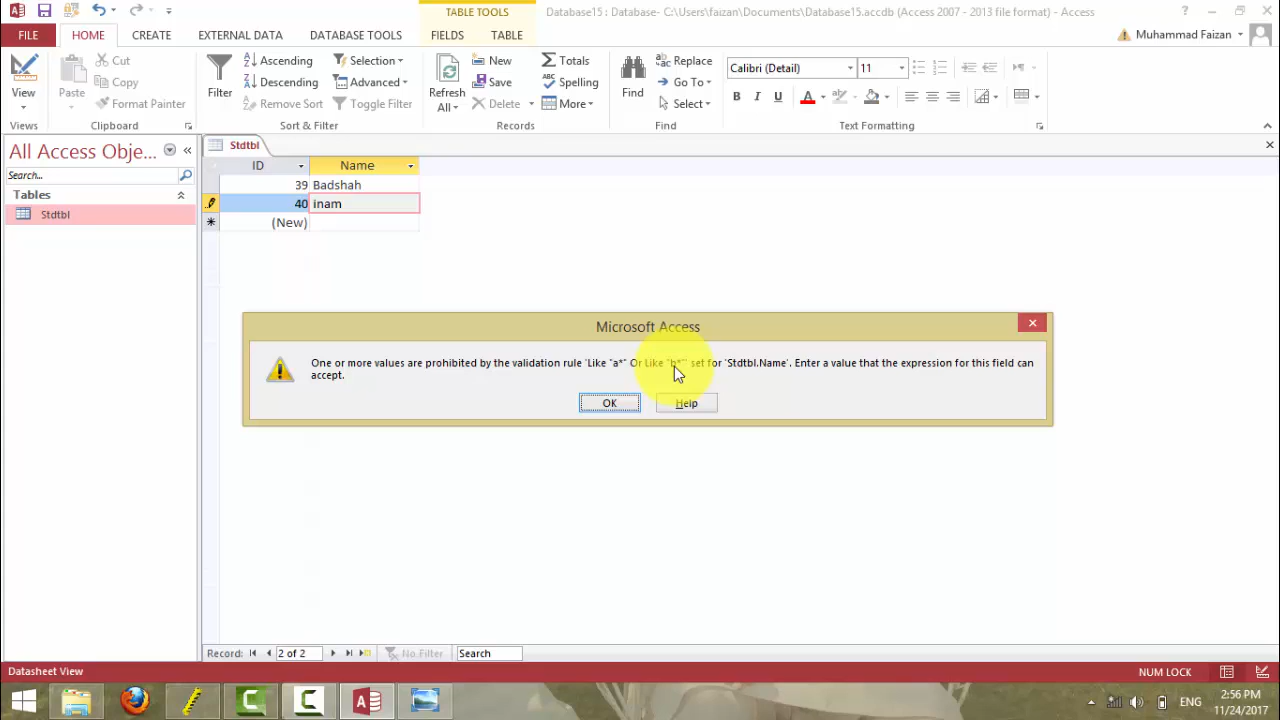 TABLE TOOLS
Database15 : Database- C:\Users\faizan\Documents\Database15.accdb (Access 2007 - 2013 file format) - Access
FILE HOME CREATE EXTERNAL DATA DATABASE TOOLS FIELDS TABLE Muhammad Faizan
View
Views
Paste
Cut
Copy
Format Painter
Clipboard
Filter
Ascending
Descending
Remove Sort
Selection
Advanced
Toggle Filter
Sort & Filter
Refresh
All
New
Save
Delete
Totals
Spelling
More
Records
Find
Replace
Go To
Select
Find
Calibri (Detail) 11
B I U A
Text Formatting
All Access Obje...
Search...
Tables
Stdtbl
Stdtbl
ID Name
39 Badshah
40 inam
(New)
Microsoft Access
One or more values are prohibited by the validation rule 'Like "a*" Or Like "b*"' set for 'Stdtbl.Name'. Enter a value that the expression for this field can
accept.
OK Help
Record: 2 of 2 No Filter Search
Datasheet View NUM LOCK
ENG
2:56 PM
11/24/2017